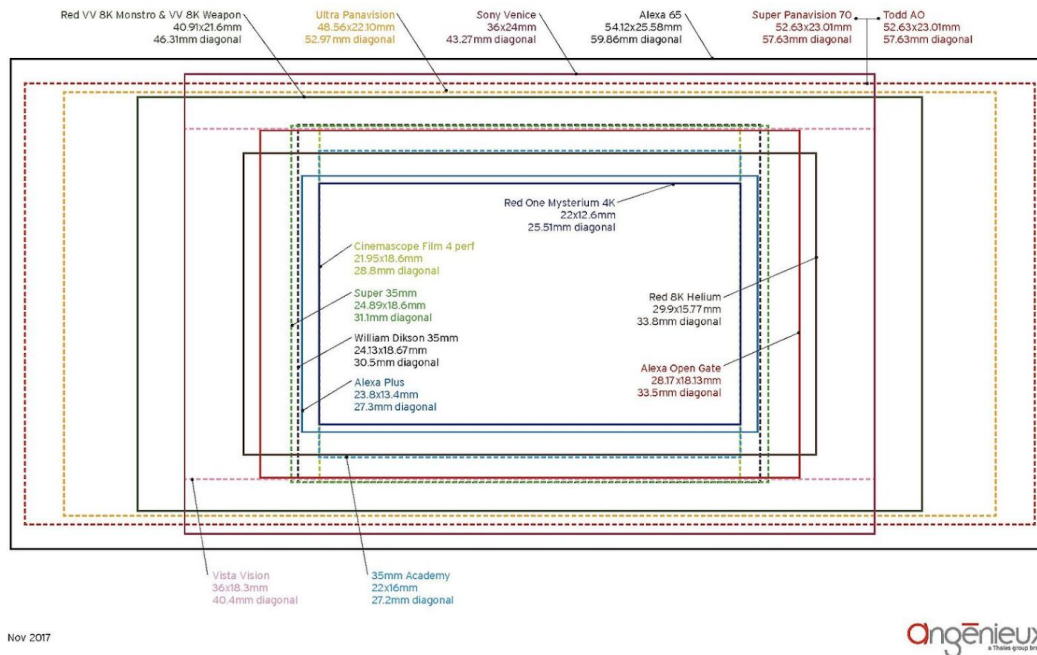 Red VV 8K Monstro & VV 8K Weapon
40.91x21.6mm
46.31mm diagonal
Ultra Panavision
48.56x22.10mm
52.97mm diagonal
Sony Venice
36x24mm
43.27mm diagonal
Alexa 65
54.12x25.58mm
59.86mm diagonal
Super Panavision 70
52.63x23.01mm
57.63mm diagonal
Todd AO
52.63x23.01mm
57.63mm diagonal
Red One Mysterium 4K
22x12.6mm
25.51mm diagonal
Cinemascope Film 4 perf
21.95x18.6mm
28.8mm diagonal
Super 35mm
24.89x18.6mm
31.1mm diagonal
William Dikson 35mm
24.13x18.67mm
30.5mm diagonal
Alexa Plus
23.8x13.4mm
27.3mm diagonal
Red 8K Helium
29.9x15.77mm
33.8mm diagonal
Alexa Open Gate
28.17x18.13mm
33.5mm diagonal
Vista Vision
36x18.3mm
40.4mm diagonal
35mm Academy
22x16mm
27.2mm diagonal
Nov 2017
angēnieux
a Thales group